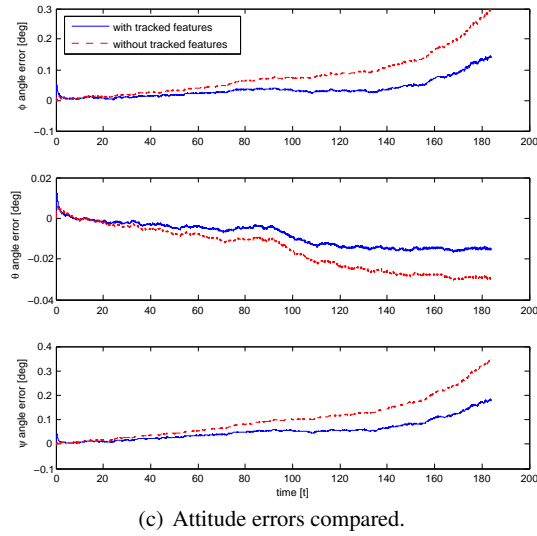 0.3
0.2
0.1
0
−0.1
φ angle error [deg]
with tracked features
without tracked features
0 20 40 60 80 100 120 140 160 180 200
0.02
0
−0.02
−0.04
θ angle error [deg]
0 20 40 60 80 100 120 140 160 180 200
0.4
0.3
0.2
0.1
0
−0.1
ψ angle error [deg]
0 20 40 60 80 100 120 140 160 180 200
time [t]
(c) Attitude errors compared.